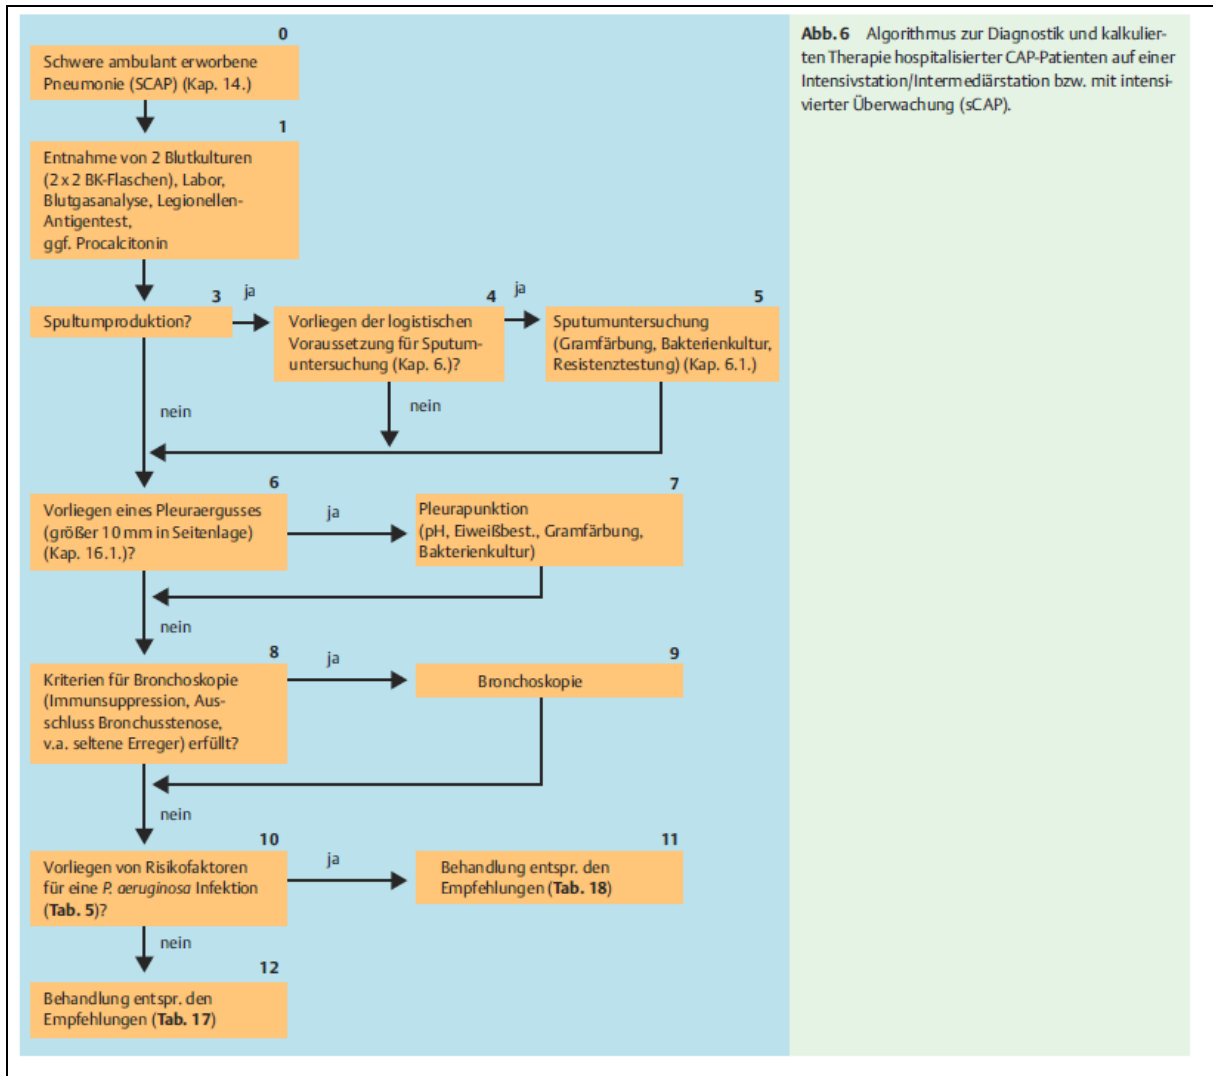 0
Schwere ambulant erworbene
Pneumonie (SCAP) (Kap. 14.)
1
Entnahme von 2 Blutkulturen
(2 x 2 BK-Flaschen), Labor,
Blutgasanalyse, Legionellen-
Antigentest,
ggf. Procalcitonin
3
Spultumproduktion?
ja
4
Vorliegen der logistischen
Voraussetzung für Sputum-
untersuchung (Kap. 6.)?
ja
5
Sputumuntersuchung
(Gramfärbung, Bakterienkultur,
Resistenztestung) (Kap. 6.1.)
nein
nein
6
Vorliegen eines Pleuraergusses
(größer 10 mm in Seitenlage)
(Kap. 16.1.)?
ja
7
Pleurapunktion
(pH, Eiweißbest., Gramfärbung,
Bakterienkultur)
nein
8
Kriterien für Bronchoskopie
(Immunsuppression, Aus-
schluss Bronchusstenose,
v.a. seltene Erreger) erfüllt?
ja
9
Bronchoskopie
nein
10
Vorliegen von Risikofaktoren
für eine P. aeruginosa Infektion
(Tab. 5)?
ja
11
Behandlung entspr. den
Empfehlungen (Tab. 18)
nein
12
Behandlung entspr. den
Empfehlungen (Tab. 17)
Abb. 6 Algorithmus zur Diagnostik und kalkulier-
ten Therapie hospitalisierter CAP-Patienten auf einer
Intensivstation/Intermediärstation bzw. mit intensi-
vierter Überwachung (sCAP).